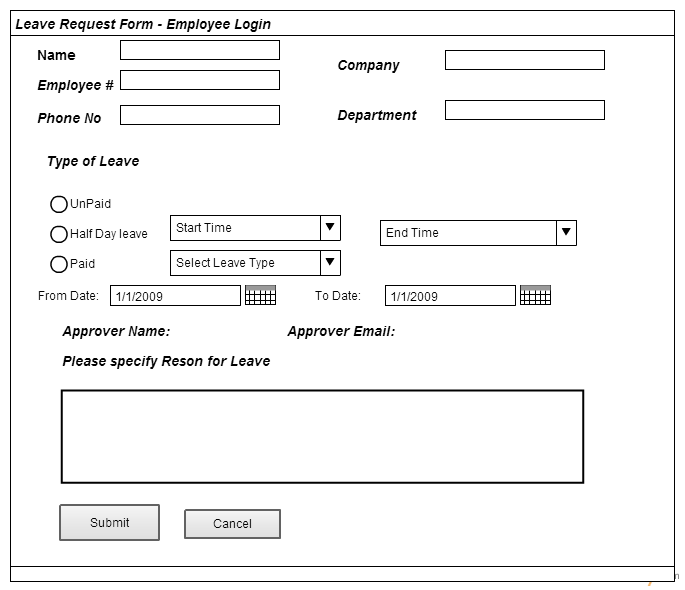 Leave Request Form - Employee Login
Name
Company
Employee #
Phone No
Department
Type of Leave
UnPaid
Half Day leave
Start Time
End Time
Paid
Select Leave Type
From Date:
1/1/2009
To Date:
1/1/2009
Approver Name:
Approver Email:
Please specify Reson for Leave
Submit
Cancel